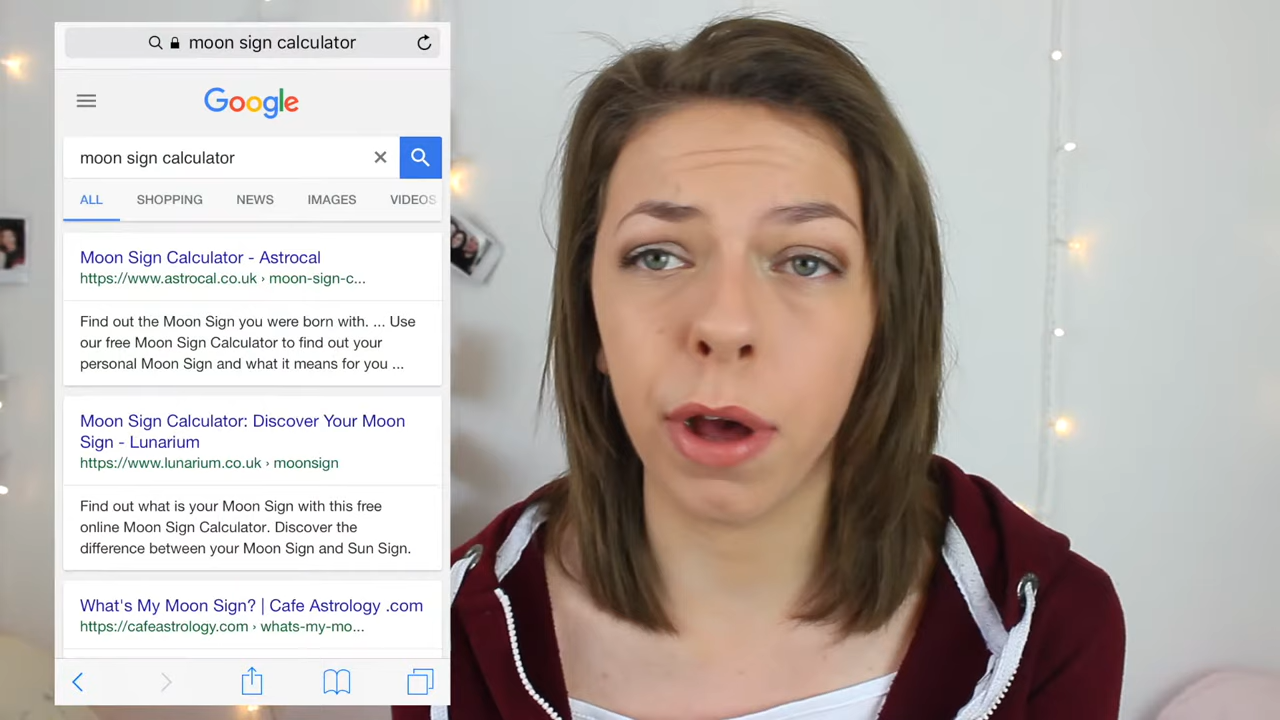 moon sign calculator
Google
moon sign calculator
ALL SHOPPING NEWS IMAGES VIDEOS
Moon Sign Calculator - Astrocal
https://www.astrocal.co.uk › moon-sign-c...
Find out the Moon Sign you were born with. ... Use
our free Moon Sign Calculator to find out your
personal Moon Sign and what it means for you ...
Moon Sign Calculator: Discover Your Moon
Sign - Lunarium
https://www.lunarium.co.uk › moonsign
Find out what is your Moon Sign with this free
online Moon Sign Calculator. Discover the
difference between your Moon Sign and Sun Sign.
What's My Moon Sign? | Cafe Astrology .com
https://cafeastrology.com › whats-my-mo...